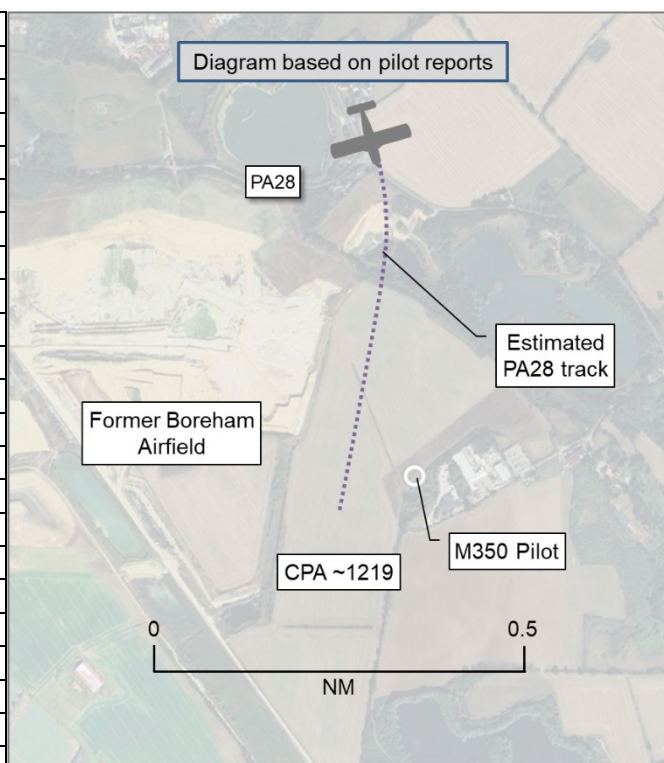 Diagram based on pilot reports
PA28
Estimated
PA28 track
Former Boreham
Airfield
M350 Pilot
CPA ~1219
0
0.5
NM